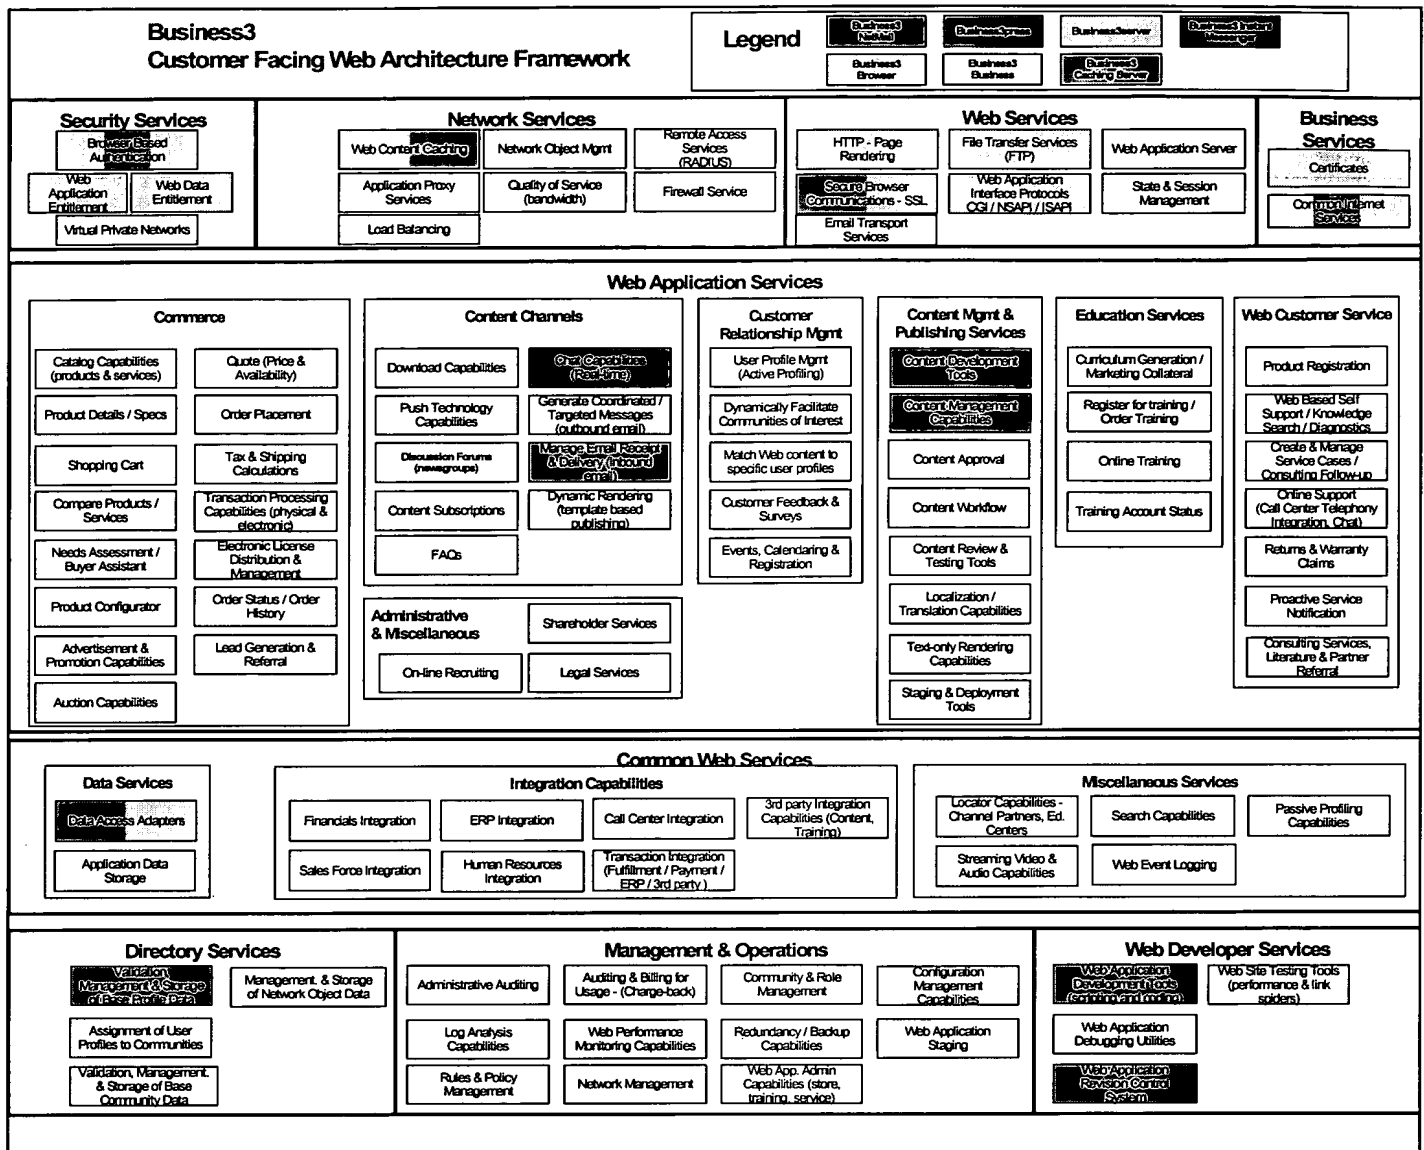 Business3
Customer Facing Web Architecture Framework
Legend
Business3
NetMail
Business3press
Business3server
Business3 Instant
Messenger
Business3
Browser
Business3
Business
Business3
Caching Server
Security Services
Browser Based
Authentication
Web
Application
Entitlement
Web Data
Entitlement
Virtual Private Networks
Network Services
Web Content Caching
Network Object Mgmt
Remote Access
Services
(RADIUS)
Application Proxy
Services
Quality of Service
(bandwidth)
Firewall Service
Load Balancing
Web Services
HTTP - Page
Rendering
File Transfer Services
(FTP)
Web Application Server
Secure Browser
Communications - SSL
Web Application
Interface Protocols
CGI / NSAPI / ISAPI
State & Session
Management
Email Transport
Services
Business
Services
Certificates
Common Internet
Services
Web Application Services
Commerce
Catalog Capabilities
(products & services)
Quote (Price &
Availability)
Product Details / Specs
Order Placement
Shopping Cart
Tax & Shipping
Calculations
Compare Products /
Services
Transaction Processing
Capabilities (physical &
electronic)
Needs Assessment /
Buyer Assistant
Electronic License
Distribution &
Management
Product Configurator
Order Status / Order
History
Advertisement &
Promotion Capabilities
Lead Generation &
Referral
Auction Capabilities
Content Channels
Download Capabilities
Chat Capabilities
(Real-time)
Push Technology
Capabilities
Generate Coordinated /
Targeted Messages
(outbound email)
Discussion Forums
(newsgroups)
Manage Email Receipt
& Delivery (inbound
email)
Content Subscriptions
Dynamic Rendering
(template based
publishing)
FAQs
Administrative
& Miscellaneous
Shareholder Services
On-line Recruiting
Legal Services
Customer
Relationship Mgmt
User Profile Mgmt
(Active Profiling)
Dynamically Facilitate
Communities of Interest
Match Web content to
specific user profiles
Customer Feedback &
Surveys
Events, Calendaring &
Registration
Content Mgmt &
Publishing Services
Content Development
Tools
Content Management
Capabilities
Content Approval
Content Workflow
Content Review &
Testing Tools
Localization /
Translation Capabilities
Text-only Rendering
Capabilities
Staging & Deployment
Tools
Education Services
Curriculum Generation /
Marketing Collateral
Register for training /
Order Training
Online Training
Training Account Status
Web Customer Service
Product Registration
Web Based Self
Support / Knowledge
Search / Diagnostics
Create & Manage
Service Cases /
Consulting Follow-up
Online Support
(Call Center Telephony
Integration, Chat)
Returns & Warranty
Claims
Proactive Service
Notification
Consulting Services,
Literature & Partner
Referral
Common Web Services
Data Services
Data Access Adapters
Application Data
Storage
Integration Capabilities
Financials Integration
ERP Integration
Call Center Integration
3rd party Integration
Capabilities (Content,
Training)
Sales Force Integration
Human Resources
Integration
Transaction Integration
(Fulfillment / Payment /
ERP / 3rd party )
Miscellaneous Services
Locator Capabilities -
Channel Partners, Ed.
Centers
Search Capabilities
Passive Profiling
Capabilities
Streaming Video &
Audio Capabilities
Web Event Logging
Directory Services
Validation,
Management & Storage
of Base Profile Data
Management. & Storage
of Network Object Data
Assignment of User
Profiles to Communities
Validation, Management.
& Storage of Base
Community Data
Management & Operations
Administrative Auditing
Auditing & Billing for
Usage - (Charge-back)
Community & Role
Management
Configuration
Management
Capabilities
Log Analysis
Capabilities
Web Performance
Monitoring Capabilities
Redundancy / Backup
Capabilities
Web Application
Staging
Rules & Policy
Management
Network Management
Web App. Admin
Capabilities (store,
training, service)
Web Developer Services
Web Application
Development Tools
(scripting and coding)
Web Site Testing Tools
(performance & link
spiders)
Web Application
Debugging Utilities
Web Application
Revision Control
System